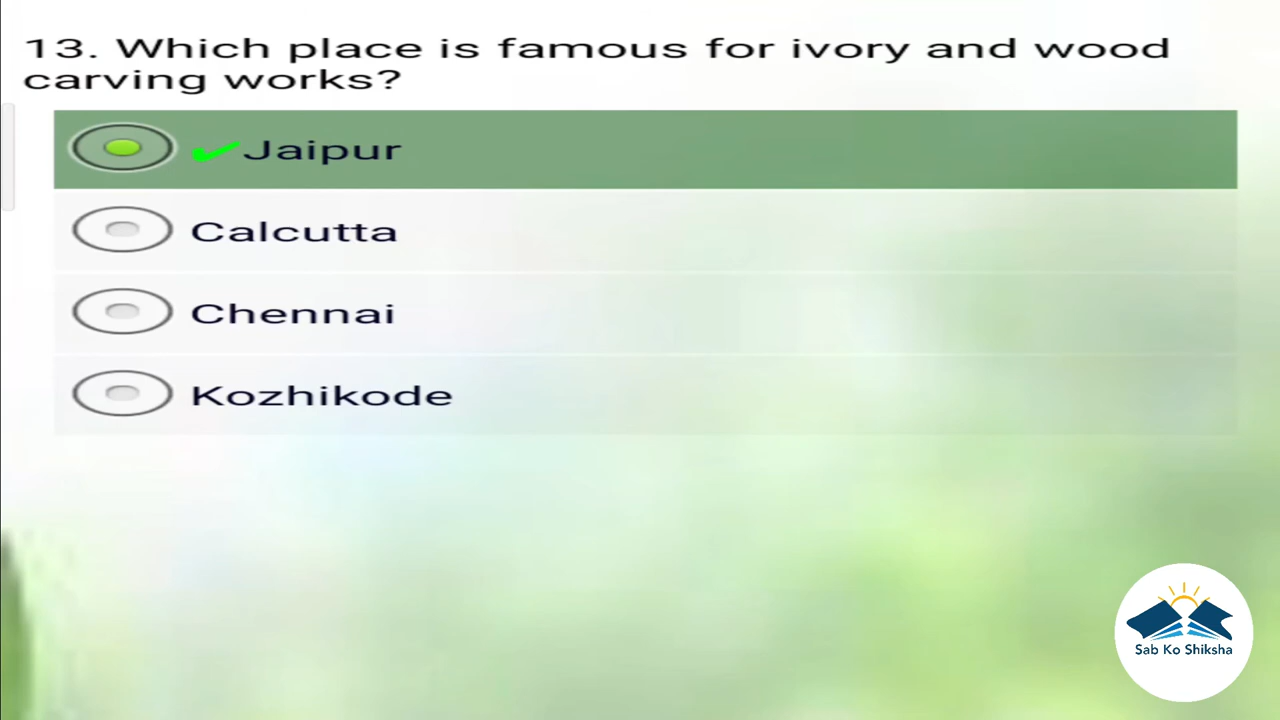 13. Which place is famous for ivory and wood
carving works?
✔Jaipur
Calcutta
Chennai
Kozhikode
Sab Ko Shiksha